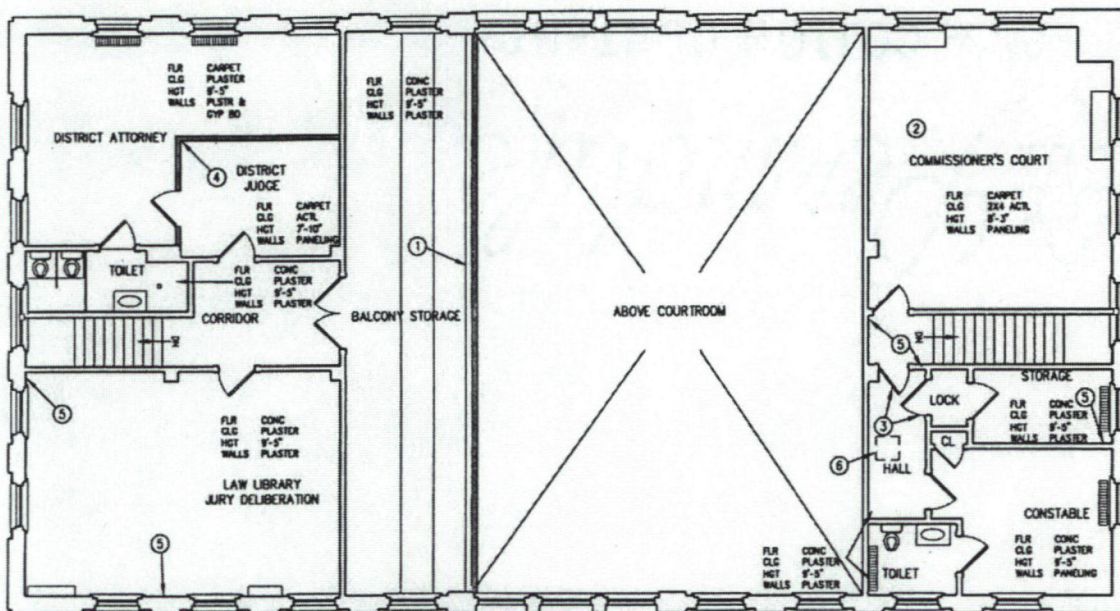 FLR CARPET
CLG PLASTER
HGT 9'-5"
WALLS PLSTR &
GYP BD
DISTRICT ATTORNEY
4
DISTRICT
JUDGE
FLR CARPET
CLG ACTL
HGT 7'-10"
WALLS PANELING
TOILET
FLR CONC
CLG PLASTER
HGT 9'-5"
WALLS PLASTER
CORRIDOR
DN
5
FLR CONC
CLG PLASTER
HGT 9'-5"
WALLS PLASTER
LAW LIBRARY
JURY DELIBERATION
5
FLR CONC
CLG PLASTER
HGT 9'-5"
WALLS PLASTER
1
BALCONY STORAGE
ABOVE COURTROOM
2
COMMISSIONER'S COURT
FLR CARPET
CLG 2X4 ACTL
HGT 8'-3"
WALLS PANELING
5
DN
STORAGE
LOCK
FLR CONC
CLG PLASTER
HGT 9'-5"
WALLS PLASTER
5
3
CL
6
HALL
CONSTABLE
FLR CONC
CLG PLASTER
HGT 9'-5"
WALLS PANELING
FLR CONC
CLG PLASTER
HGT 9'-5"
WALLS PLASTER
TOILET